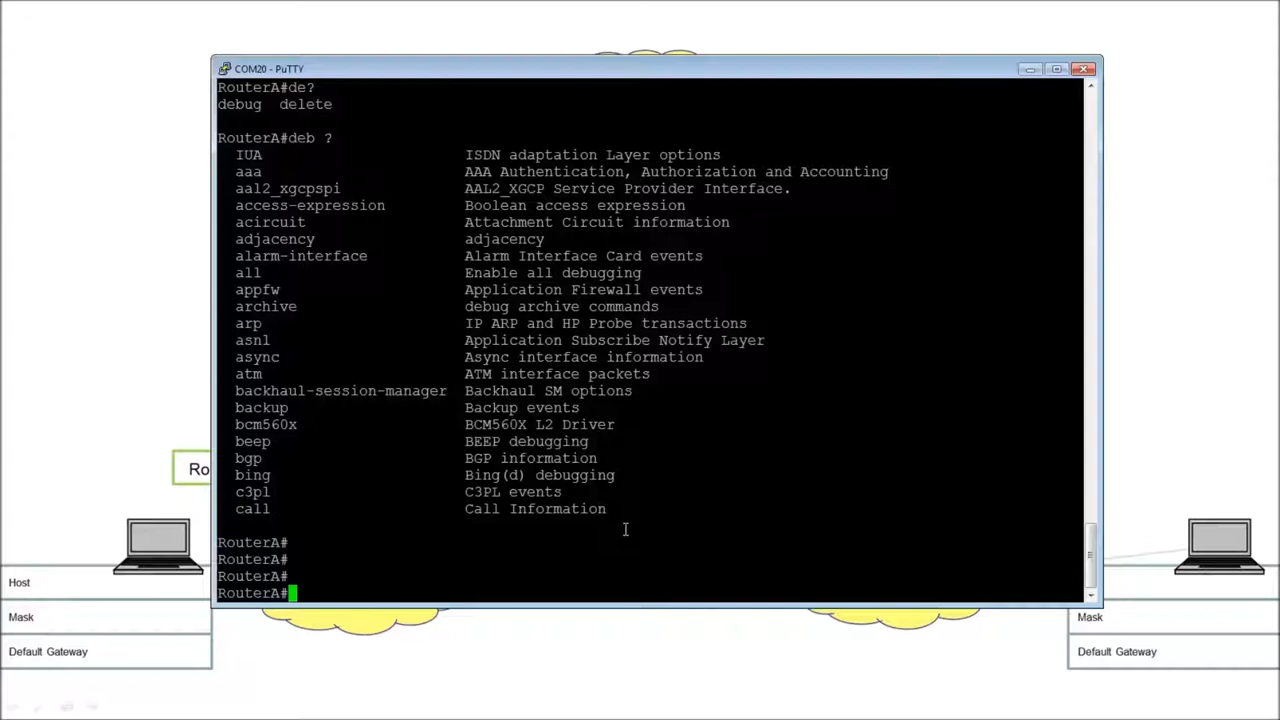 COM20 - PuTTY
RouterA#de?
debug  delete
RouterA#deb ?
IUA ISDN adaptation Layer options
aaa AAA Authentication, Authorization and Accounting
aal2_xgcpspi AAL2_XGCP Service Provider Interface.
access-expression Boolean access expression
acircuit Attachment Circuit information
adjacency adjacency
alarm-interface Alarm Interface Card events
all Enable all debugging
appfw Application Firewall events
archive debug archive commands
arp IP ARP and HP Probe transactions
asnl Application Subscribe Notify Layer
async Async interface information
atm ATM interface packets
backhaul-session-manager Backhaul SM options
backup Backup events
bcm560x BCM560X L2 Driver
beep BEEP debugging
bgp BGP information
bing Bing(d) debugging
c3pl C3PL events
call Call Information
RouterA#
RouterA#
RouterA#
RouterA#
Ro
Host
Mask
Default Gateway
Mask
Default Gateway